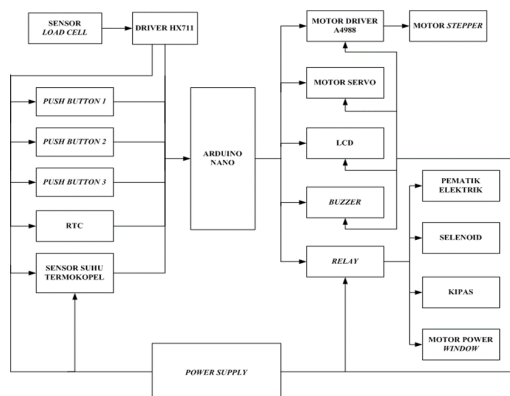 SENSOR
LOAD CELL
DRIVER HX711
MOTOR DRIVER
A4988
MOTOR STEPPER
PUSH BUTTON 1
MOTOR SERVO
PUSH BUTTON 2
ARDUINO
NANO
LCD
PUSH BUTTON 3
PEMATIK
ELEKTRIK
BUZZER
RTC
SELENOID
SENSOR SUHU
TERMOKOPEL
RELAY
KIPAS
MOTOR POWER
WINDOW
POWER SUPPLY